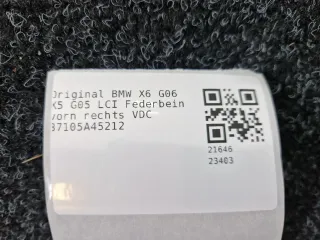 Original BMW X6 G06
X5 G05 LCI Federbein
vorn rechts VDC
37105A45212
21646
23403